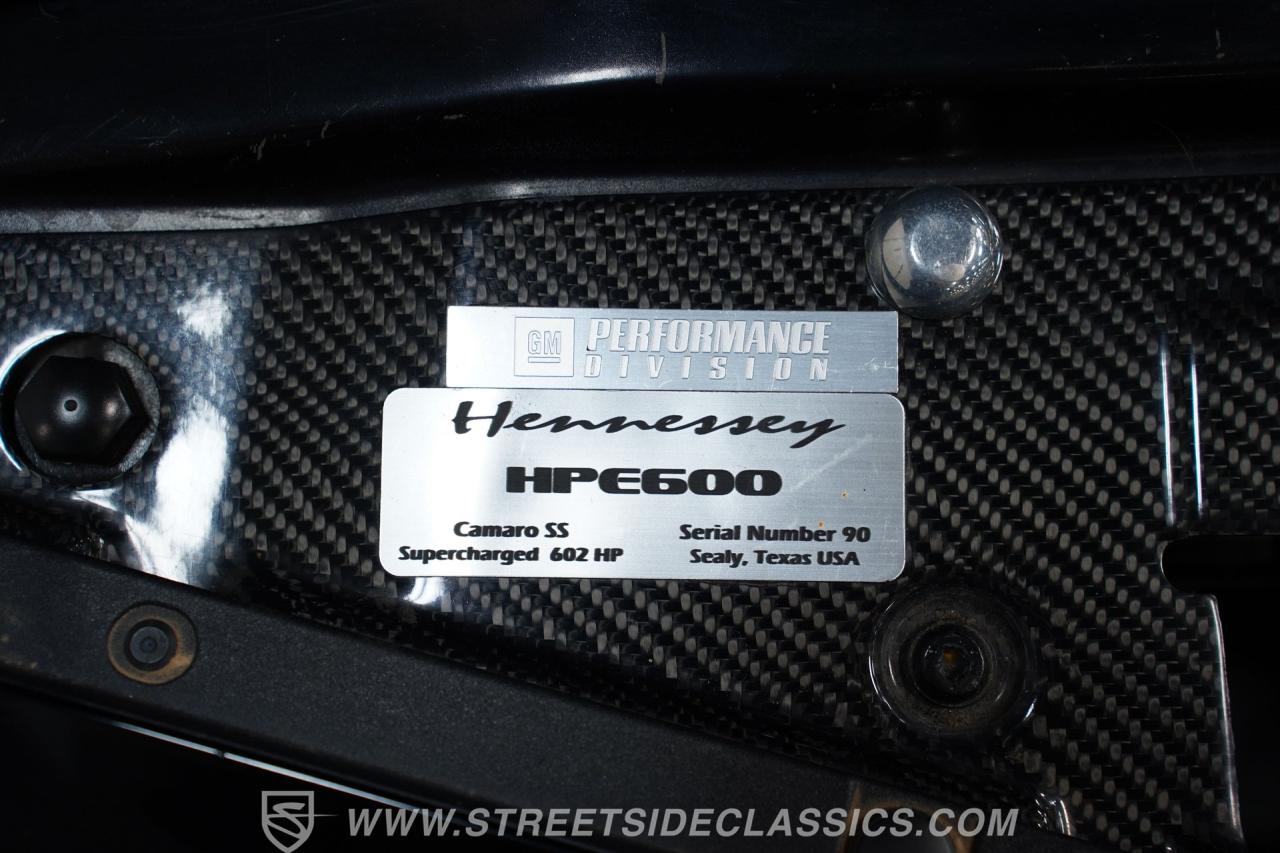 GM PERFORMANCE
DIVISION
Hennessey
HPE600
Camaro SS
Supercharged 602 HP
Serial Number 90
Sealy, Texas USA
WWW.STREETSIDECLASSICS.COM